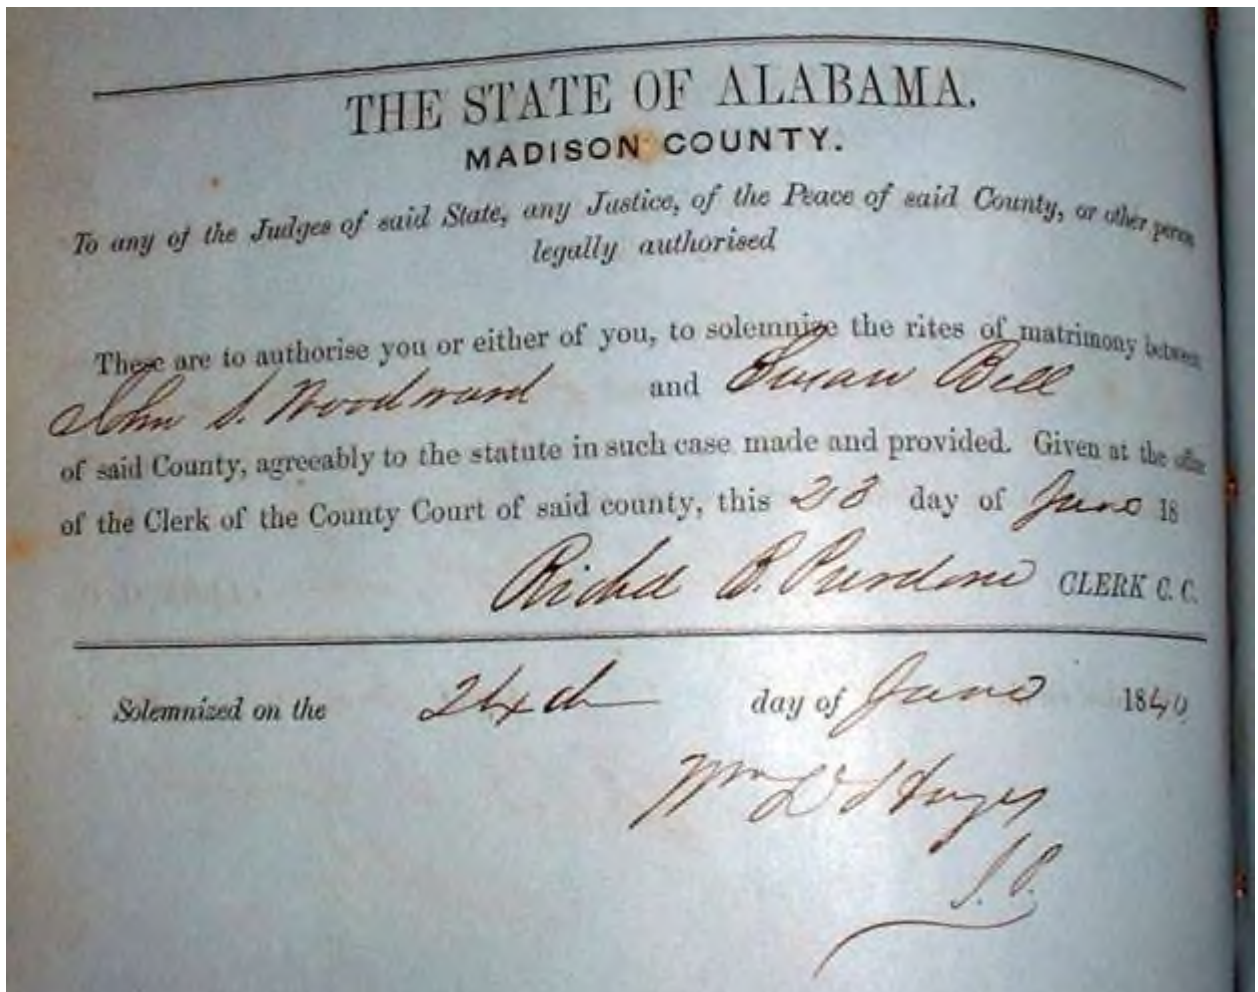 THE STATE OF ALABAMA.
MADISON COUNTY.
To any of the Judges of said State, any Justice, of the Peace of said County, or other person
legally authorised
These are to authorise you or either of you, to solemnize the rites of matrimony between
John S. Woodward and Susan Bell
of said County, agreeably to the statute in such case made and provided. Given at the office
of the Clerk of the County Court of said county, this 23 day of June 18
Richd B. Purdom CLERK C. C.
Solemnized on the 24th day of June 1840
Wm
J. P.